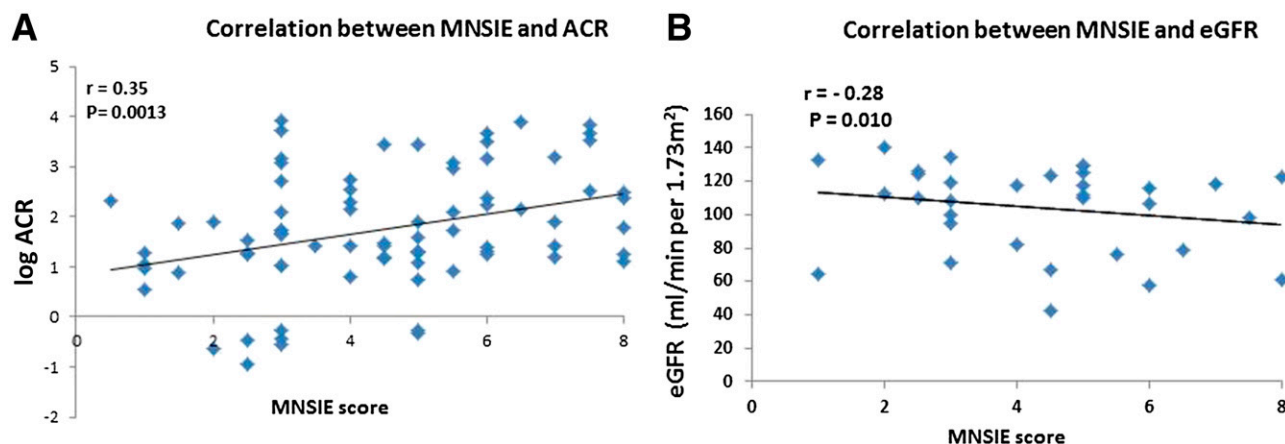 A
Correlation between MNSIE and ACR
r = 0.35
P= 0.0013
log ACR
5
4
3
2
1
0
-1
-2
0
2
4
6
8
MNSIE score
B
Correlation between MNSIE and eGFR
r = - 0.28
P = 0.010
eGFR (ml/min per 1.73m²)
160
140
120
100
80
60
40
20
0
0
2
4
6
8
MNSIE score